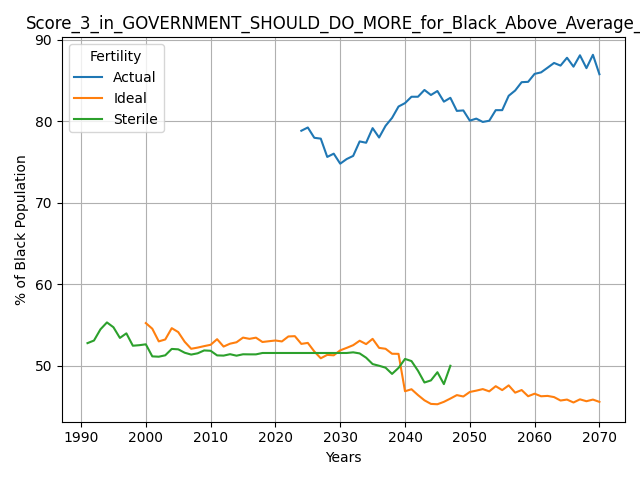 Score_3_in_GOVERNMENT_SHOULD_DO_MORE_for_Black_Above_Average_
90
80
70
60
50
% of Black Population
Fertility
Actual
Ideal
Sterile
1990 2000 2010 2020 2030 2040 2050 2060 2070
Years